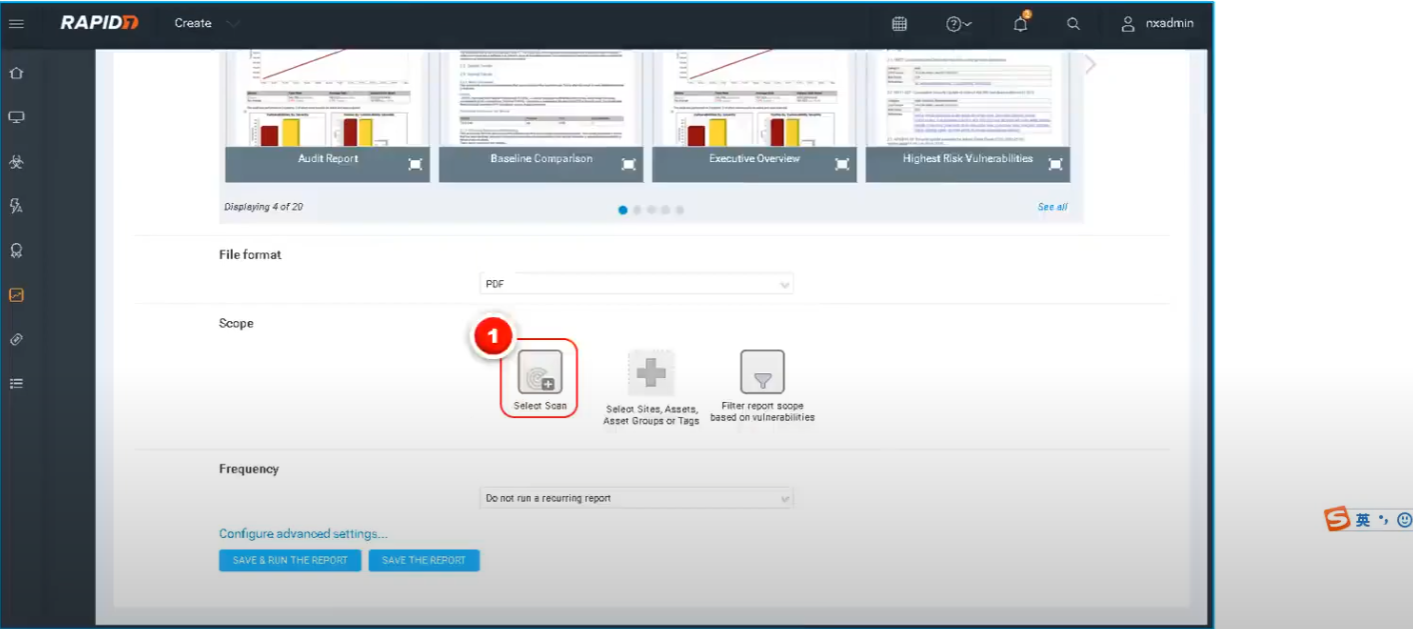 RAPID7
Create
2
nxadmin
Audit Report
Baseline Comparison
Executive Overview
Highest Risk Vulnerabilities
Displaying 4 of 20
See all
File format
PDF
Scope
1
Select Scan
Select Sites, Assets,
Asset Groups or Tags
Filter report scope
based on vulnerabilities
Frequency
Do not run a recurring report
Configure advanced settings...
SAVE & RUN THE REPORT
SAVE THE REPORT
英